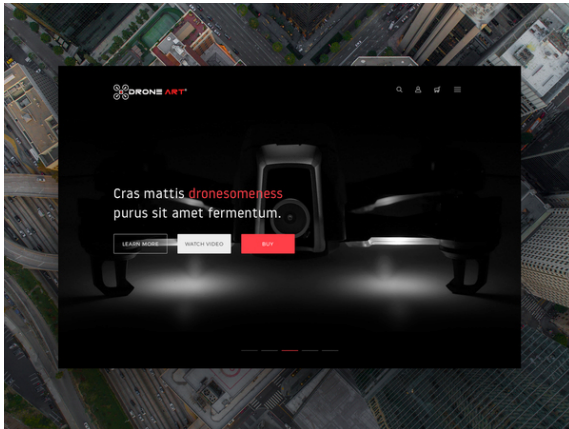 DRONE ART
Cras mattis dronesomeness
purus sit amet fermentum.
LEARN MORE
WATCH VIDEO
BUY